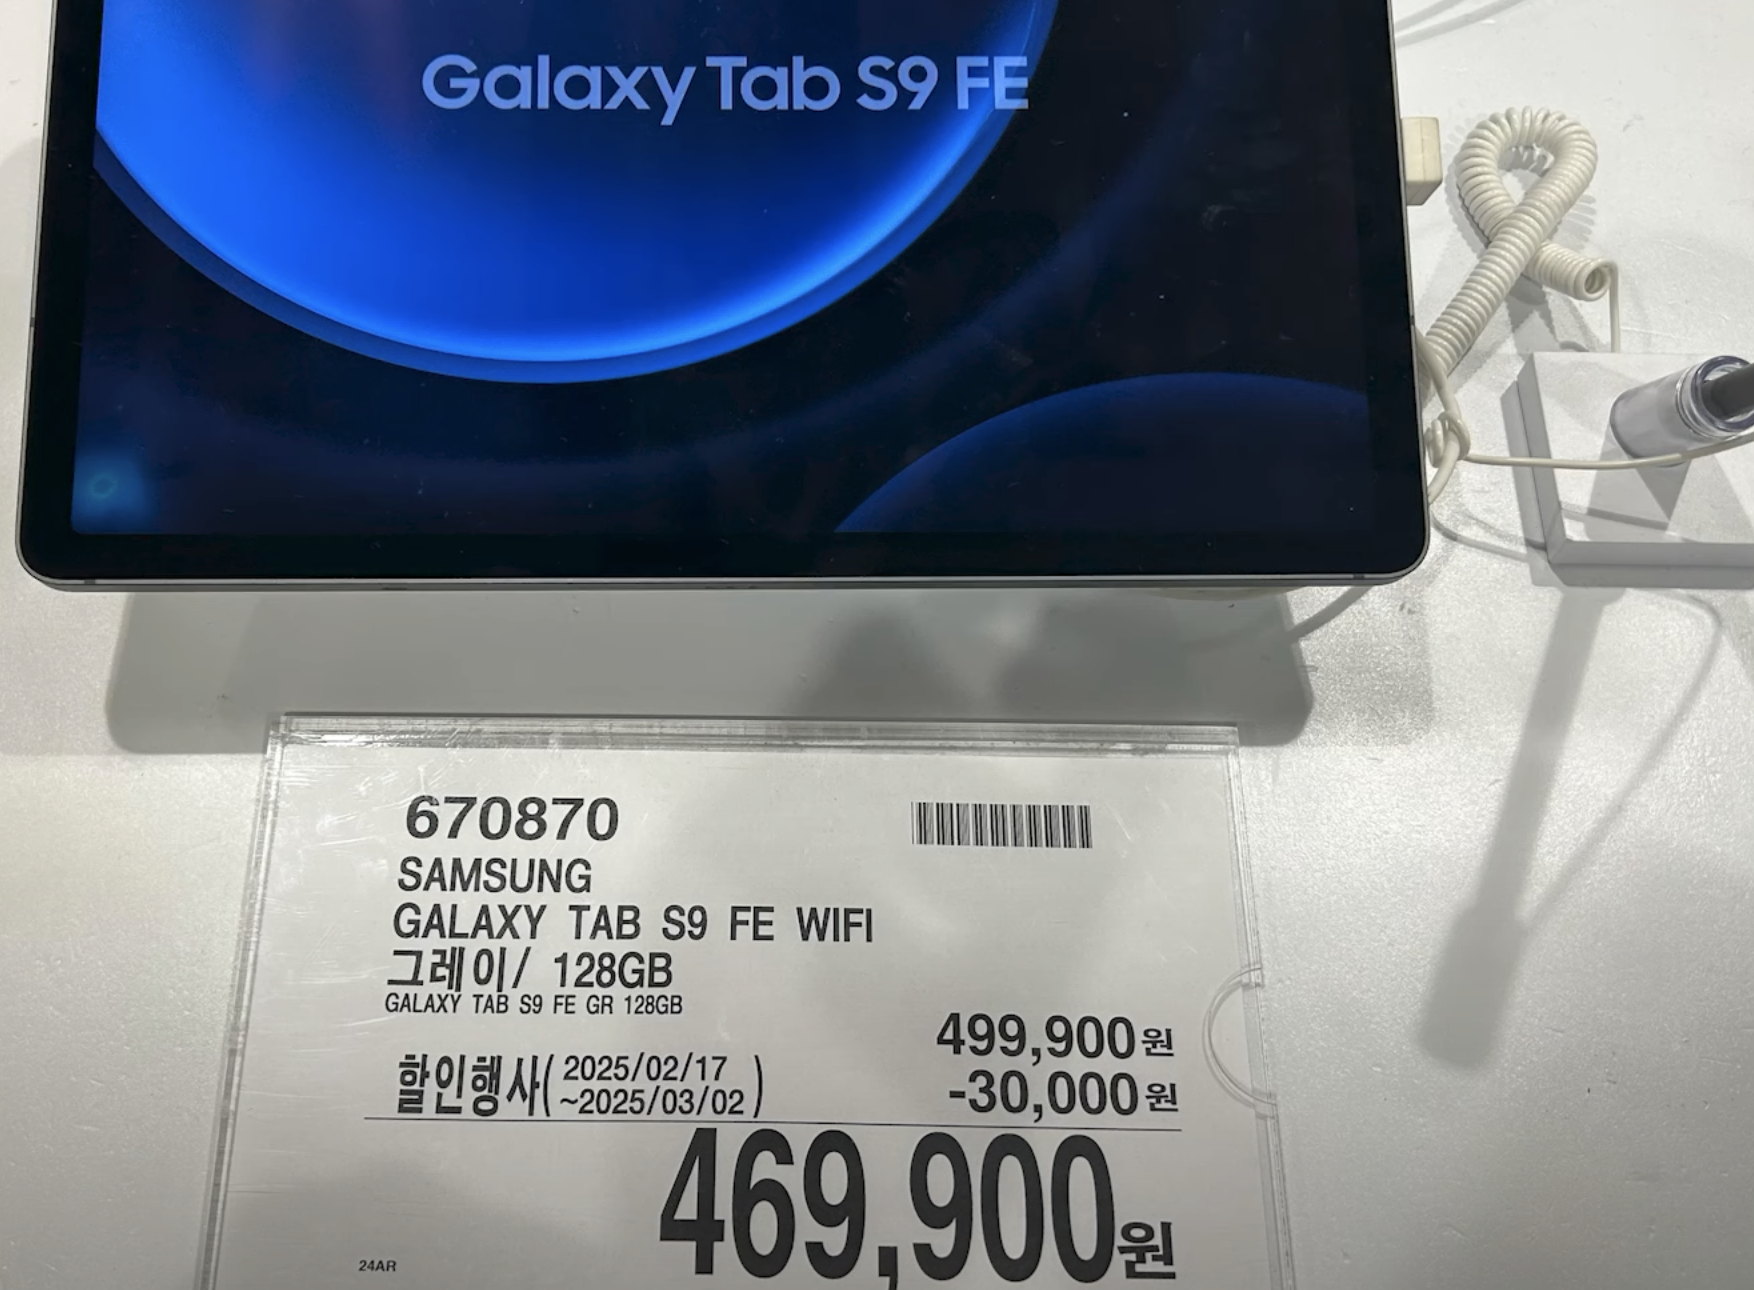 Galaxy Tab S9 FE
670870
SAMSUNG
GALAXY TAB S9 FE WIFI
그레이/ 128GB
GALAXY TAB S9 FE GR 128GB
499,900원
할인행사( 2025/02/17
~2025/03/02 )
-30,000원
469,900원
24AR